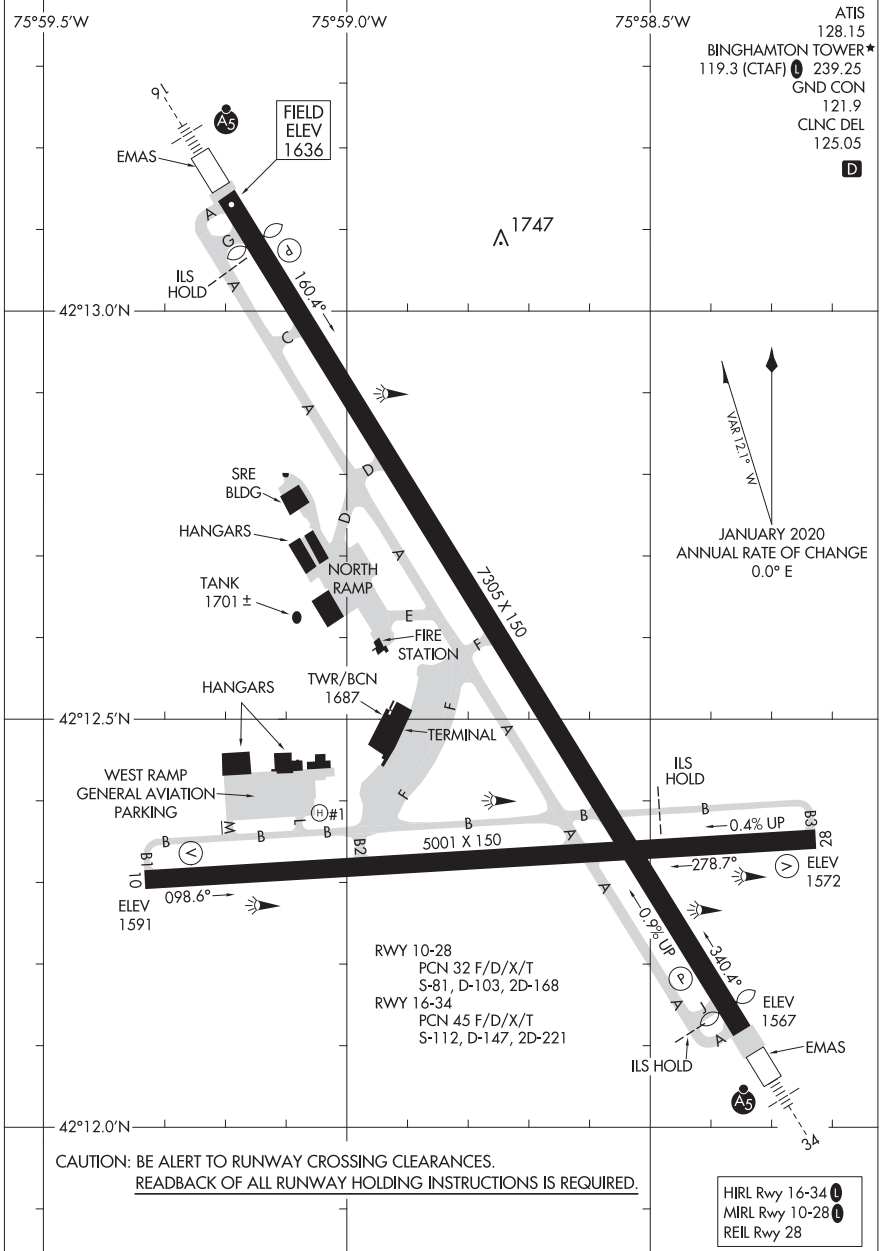 75°59.5'W
75°59.0'W
75°58.5'W
ATIS
128.15
BINGHAMTON TOWER★
119.3 (CTAF) L 239.25
GND CON
121.9
CLNC DEL
125.05
D
16
A5
EMAS
FIELD
ELEV
1636
A
G
P
ILS
HOLD
A
160.4°
1747
42°13.0'N
C
A
VAR 12.1° W
JANUARY 2020
ANNUAL RATE OF CHANGE
0.0° E
D
SRE
BLDG
D
HANGARS
A
NORTH
RAMP
7305 X 150
TANK
1701 ±
E
FIRE
STATION
F
HANGARS
TWR/BCN
1687
F
42°12.5'N
TERMINAL
A
ILS
HOLD
WEST RAMP
GENERAL AVIATION
PARKING
F
H #1
M
L
B
B
B
B
B
B
B1
B2
B3
V
5001 X 150
A
0.4% UP
28
10
098.6°
278.7°
V
ELEV
1572
ELEV
1591
A
0.9% UP
340.4°
RWY 10-28
PCN 32 F/D/X/T
S-81, D-103, 2D-168
RWY 16-34
PCN 45 F/D/X/T
S-112, D-147, 2D-221
P
A
J
A
ELEV
1567
ILS HOLD
EMAS
A5
34
42°12.0'N
CAUTION: BE ALERT TO RUNWAY CROSSING CLEARANCES.
READBACK OF ALL RUNWAY HOLDING INSTRUCTIONS IS REQUIRED.
HIRL Rwy 16-34 L
MIRL Rwy 10-28 L
REIL Rwy 28